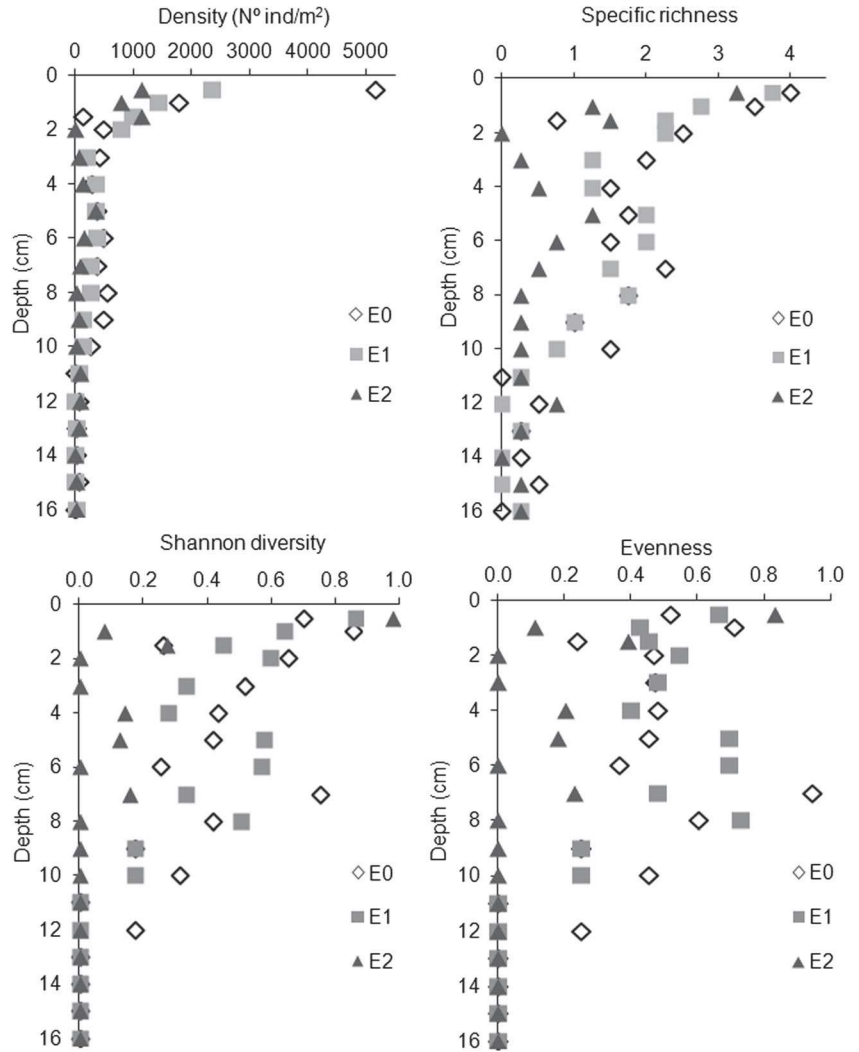 Density (Nº ind/m²)
0 1000 2000 3000 4000 5000
0
2
4
6
8
10
12
14
16
Depth (cm)
E0
E1
E2
Specific richness
0 1 2 3 4
0
2
4
6
8
10
12
14
16
Depth (cm)
E0
E1
E2
Shannon diversity
0.0 0.2 0.4 0.6 0.8 1.0
0
2
4
6
8
10
12
14
16
Depth (cm)
E0
E1
E2
Evenness
0.0 0.2 0.4 0.6 0.8 1.0
0
2
4
6
8
10
12
14
16
Depth (cm)
E0
E1
E2